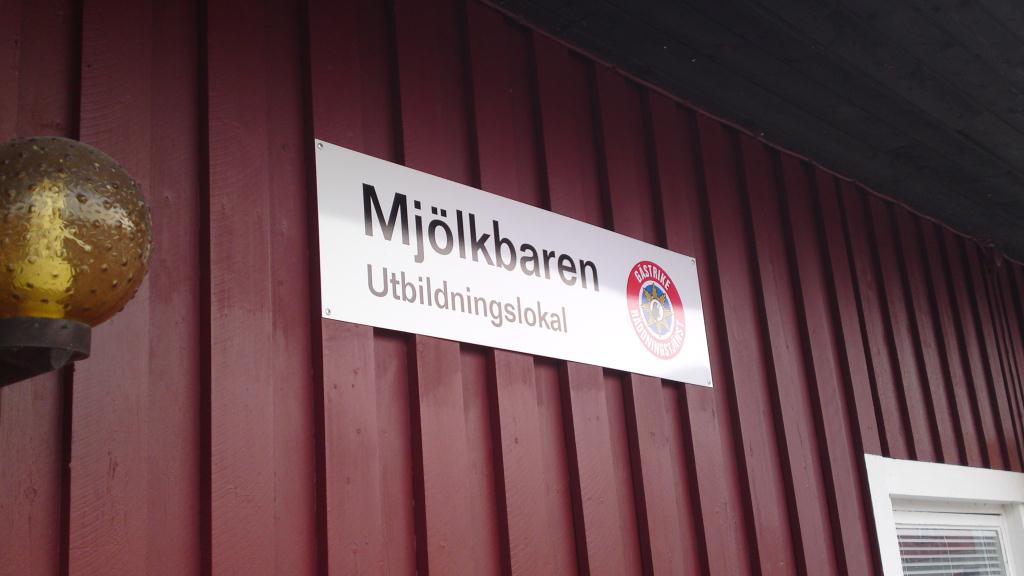 Mjölkbaren
Utbildningslokal
GÄSTRIKE
RÄDDNINGSTJÄNST